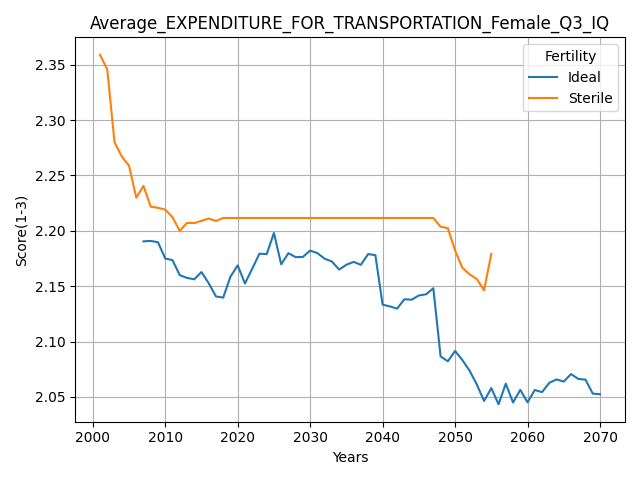 Average_EXPENDITURE_FOR_TRANSPORTATION_Female_Q3_IQ
Fertility
Ideal
Sterile
Score(1-3)
2.35
2.30
2.25
2.20
2.15
2.10
2.05
2000 2010 2020 2030 2040 2050 2060 2070
Years